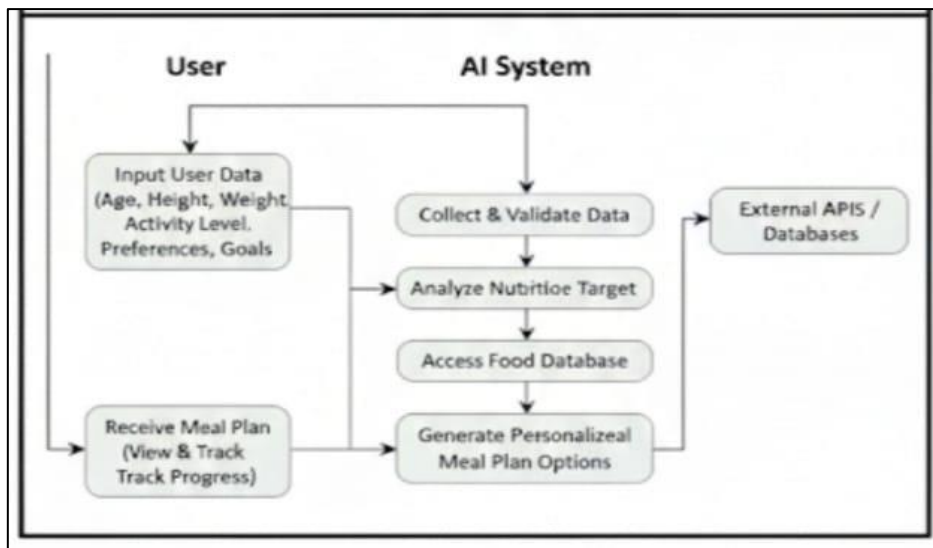 User
AI System
Input User Data
(Age, Height, Weight
Activity Level.
Preferences, Goals
Collect & Validate Data
External APIS /
Databases
Analyze Nutritioe Target
Access Food Database
Receive Meal Plan
(View & Track
Track Progress)
Generate Personalizeal
Meal Plan Options